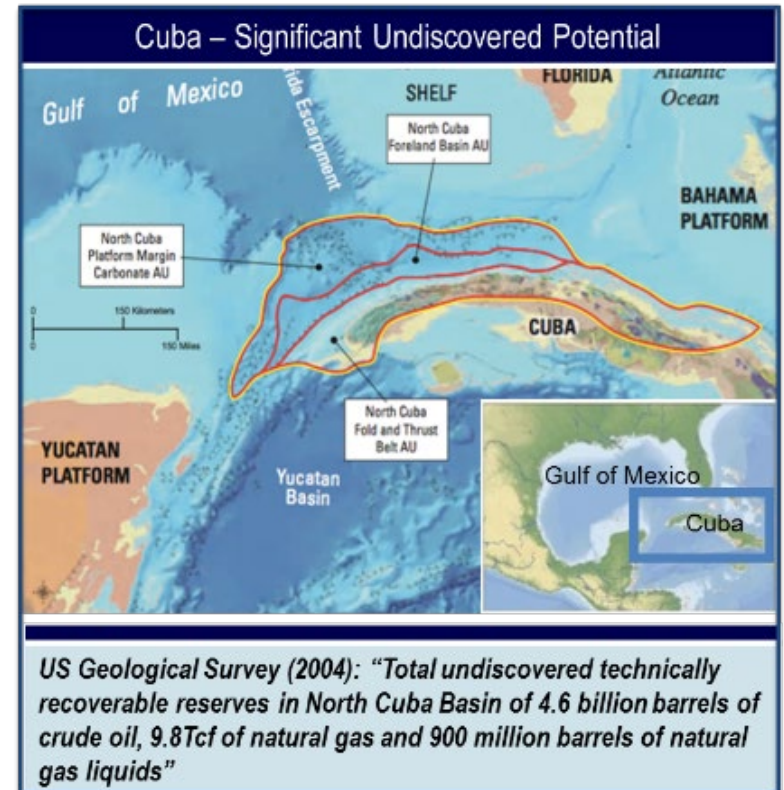 Cuba – Significant Undiscovered Potential
Gulf of Mexico
Florida Escarpment
SHELF
FLORIDA
Atlantic
Ocean
North Cuba
Foreland Basin AU
BAHAMA
PLATFORM
North Cuba
Platform Margin
Carbonate AU
0 150 Kilometers
0 150 Miles
CUBA
North Cuba
Fold and Thrust
Belt AU
YUCATAN
PLATFORM
Yucatan
Basin
Gulf of Mexico
Cuba
US Geological Survey (2004): “Total undiscovered technically
recoverable reserves in North Cuba Basin of 4.6 billion barrels of
crude oil, 9.8Tcf of natural gas and 900 million barrels of natural
gas liquids”